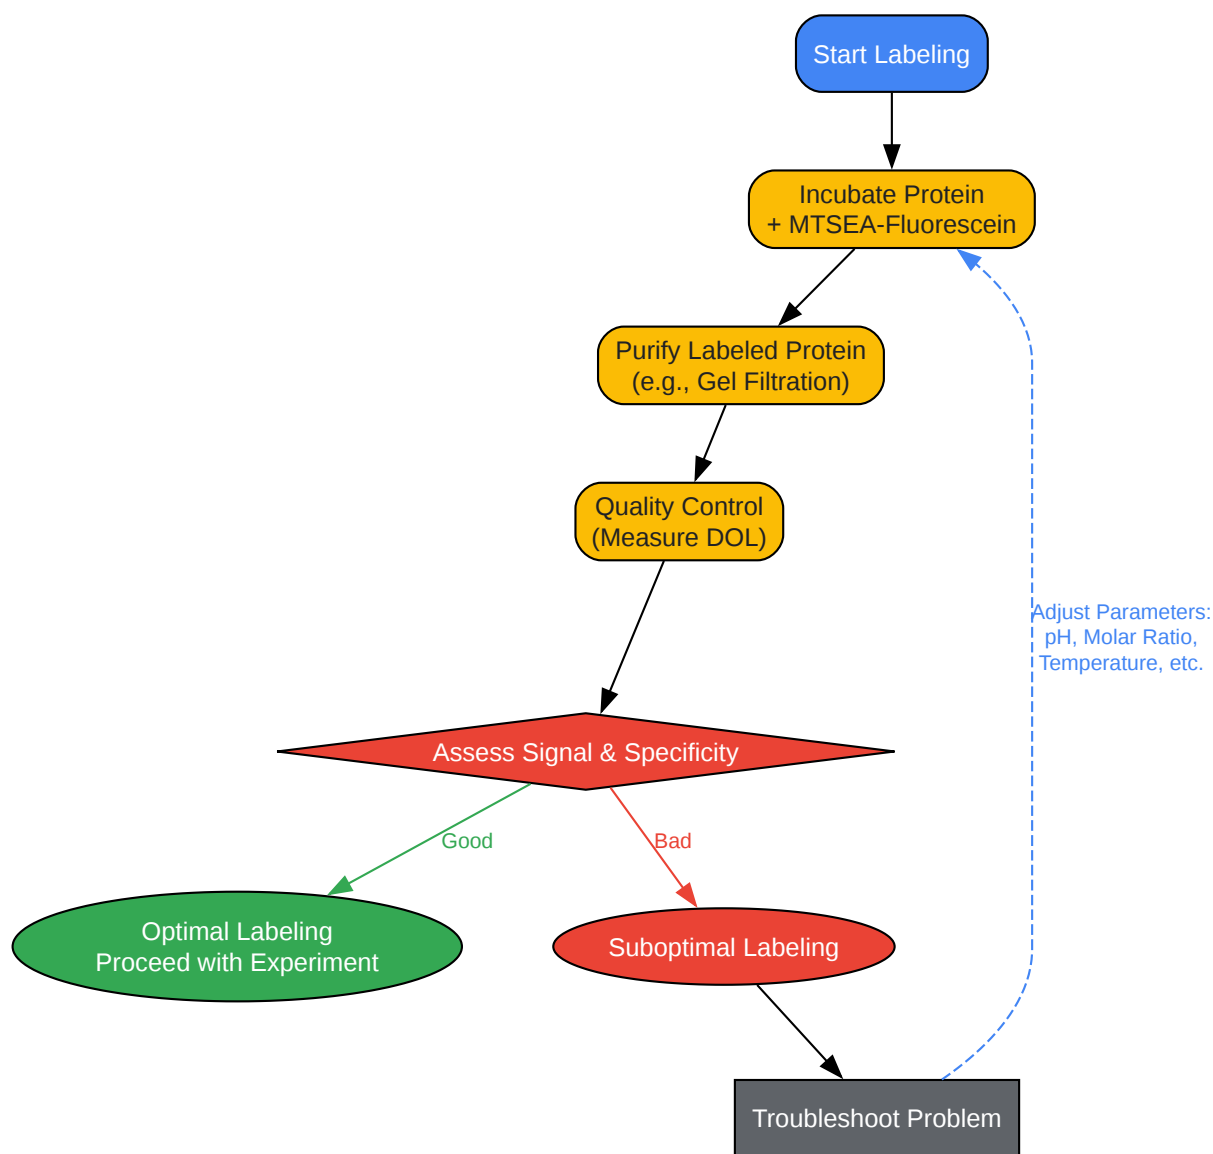 Start Labeling
Incubate Protein
+ MTSEA-Fluorescein
Purify Labeled Protein
(e.g., Gel Filtration)
Quality Control
(Measure DOL)
Adjust Parameters:
pH, Molar Ratio,
Temperature, etc.
Assess Signal & Specificity
Good
Bad
Optimal Labeling
Proceed with Experiment
Suboptimal Labeling
Troubleshoot Problem